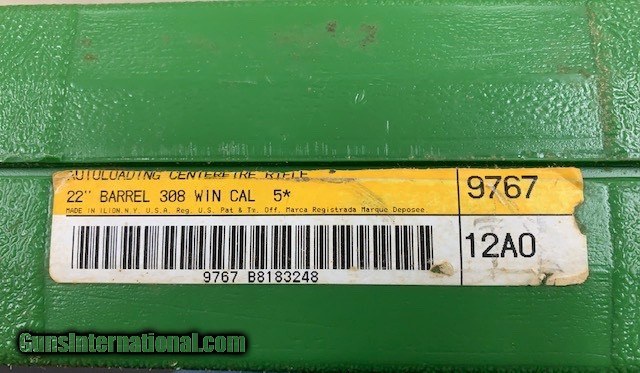 AUTOLOADING CENTERFIRE RIFLE
22" BARREL 308 WIN CAL 5*
MADE IN ILION,N.Y. U.S.A. Reg. U.S. Pat & Tm. Off. Marca Registrada Marque Deposee
9767
12A0
9767 B8183248
GunsInternational.com